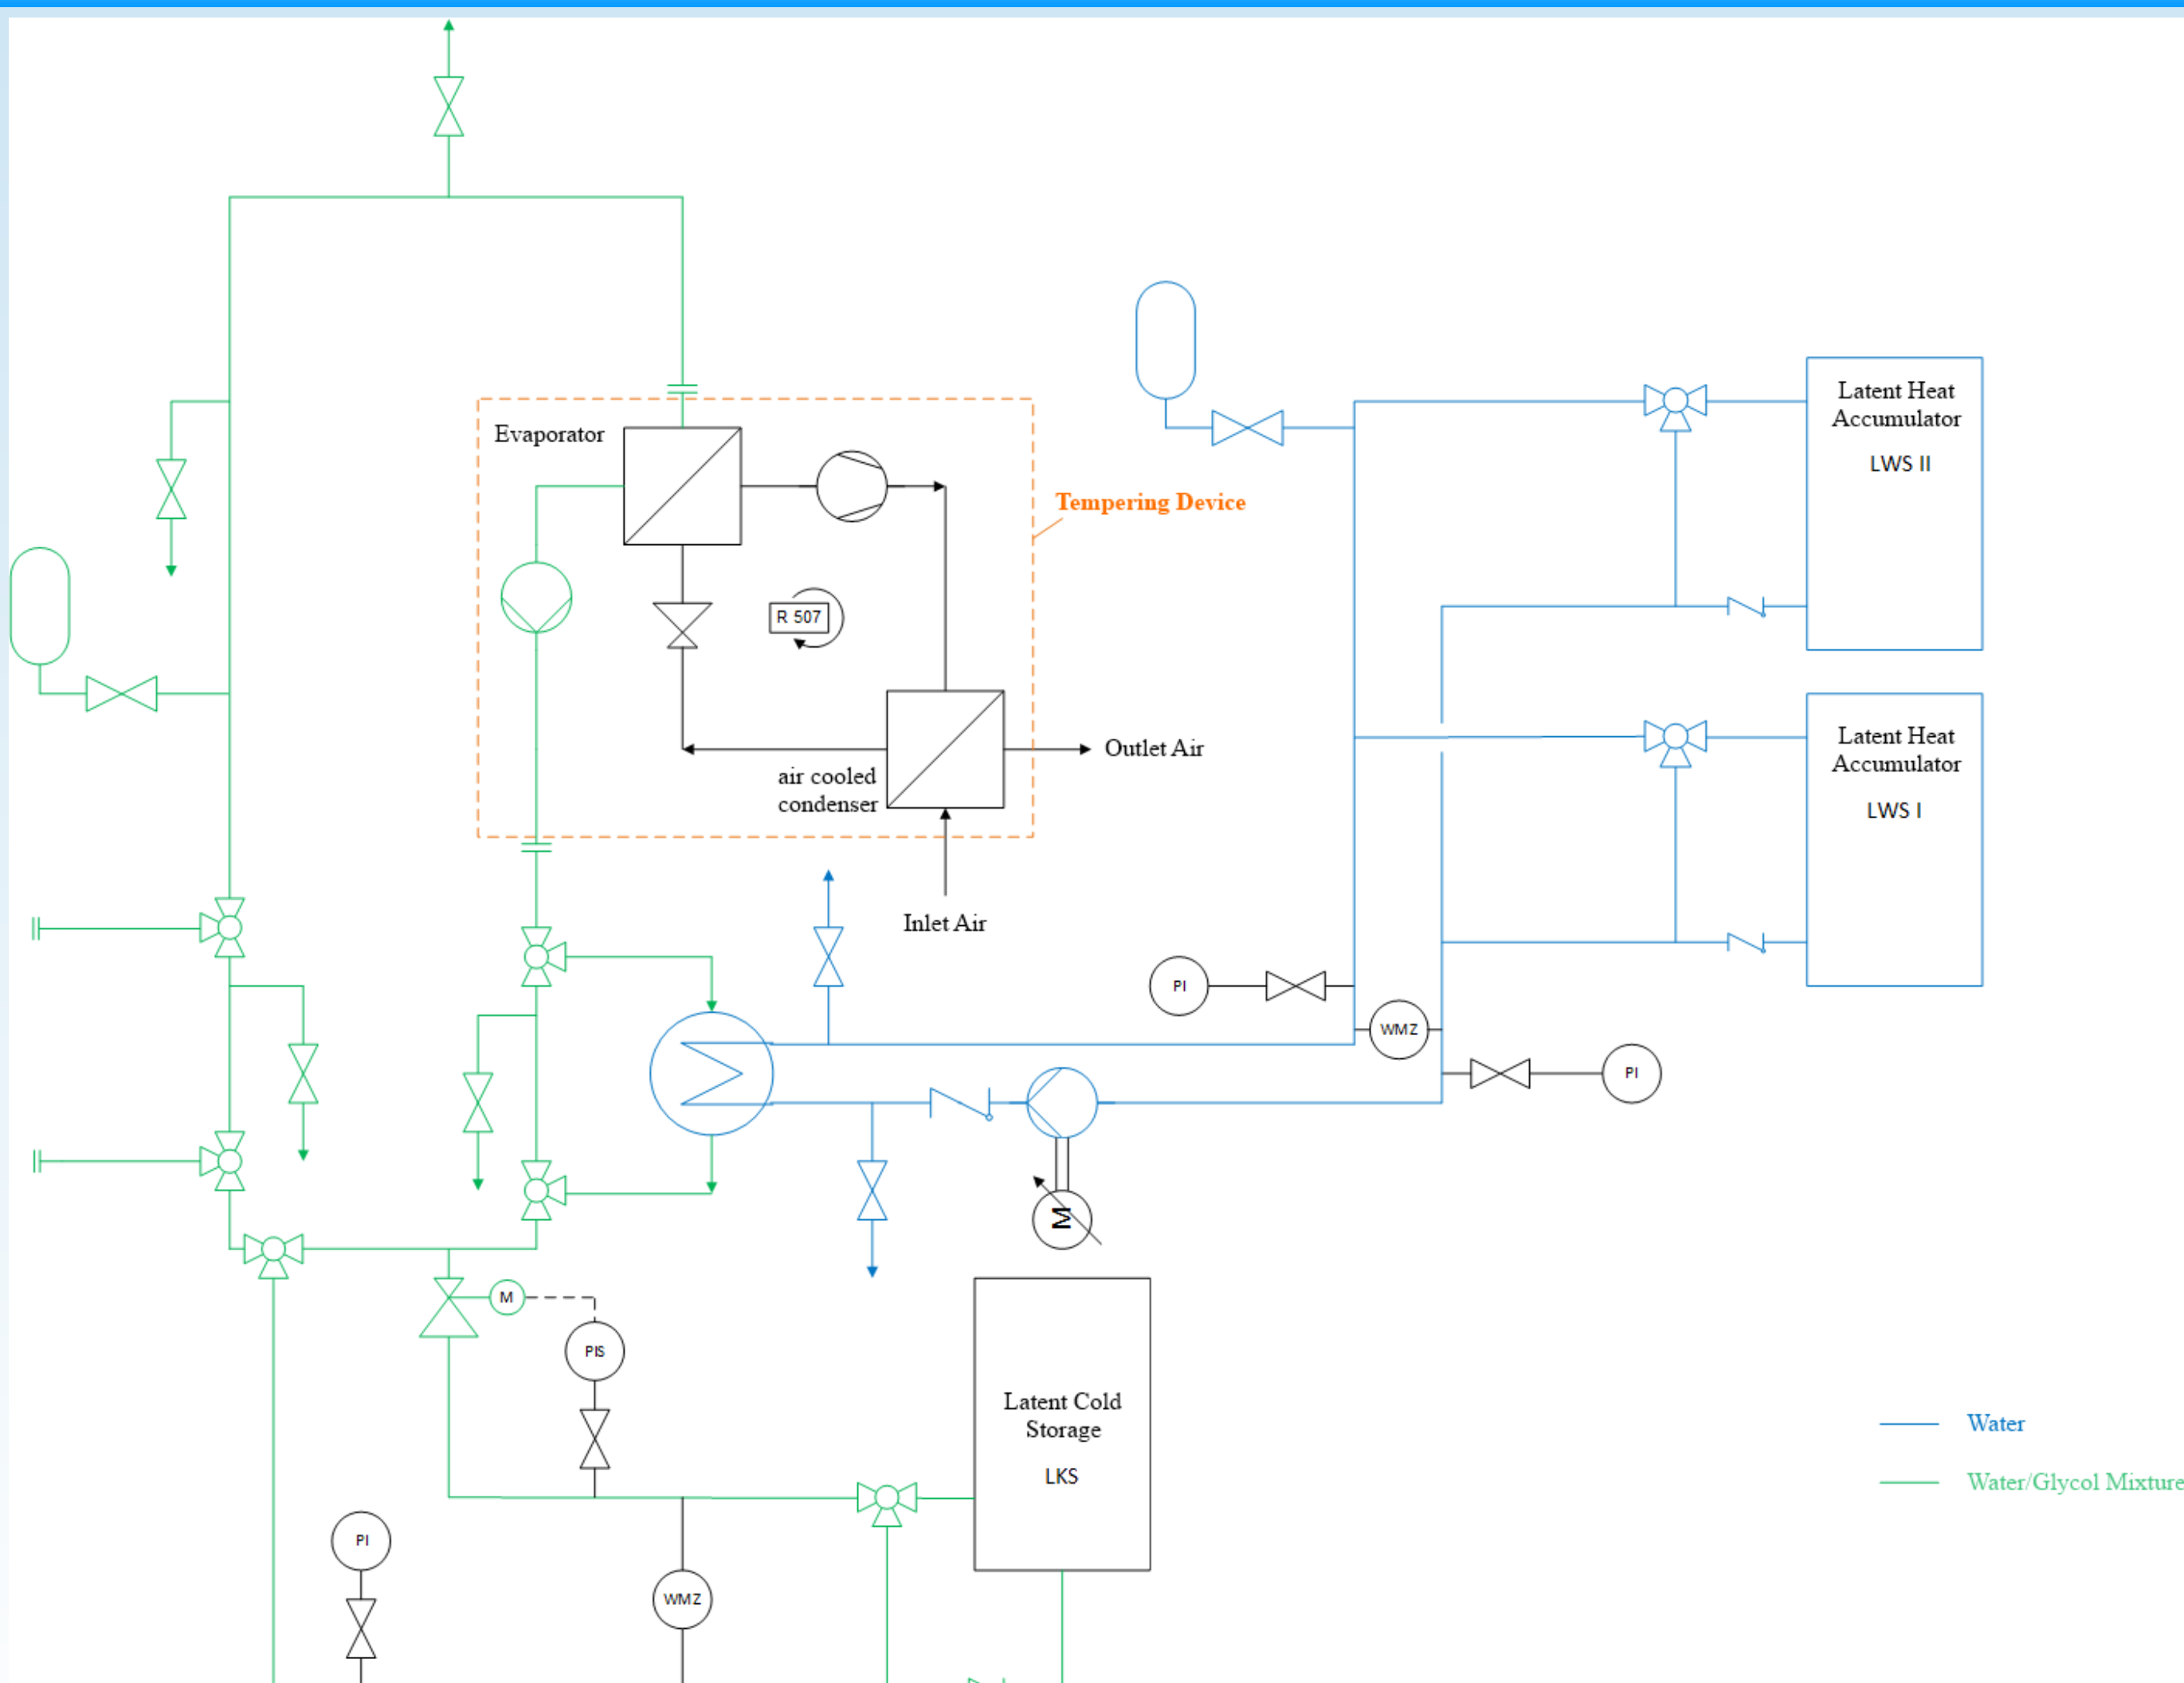 Evaporator
Tempering Device
R 507
Outlet Air
air cooled
condenser
Inlet Air
Latent Heat
Accumulator
LWS II
Latent Heat
Accumulator
LWS I
PI
WMZ
PI
M
M
PIS
Latent Cold
Storage
LKS
Water
Water/Glycol Mixture
PI
WMZ